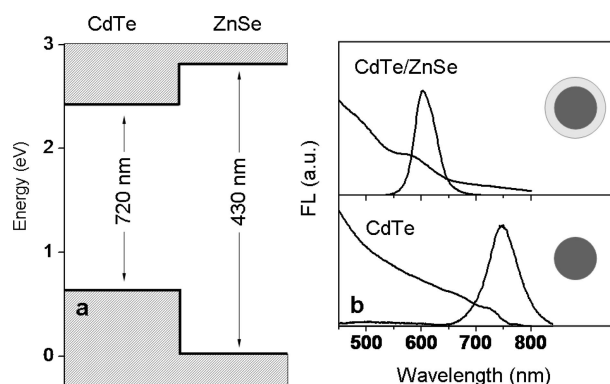 CdTe
ZnSe
3
2
1
0
Energy (eV)
720 nm
430 nm
a
CdTe/ZnSe
CdTe
b
FL (a.u.)
500
600
700
800
Wavelength (nm)